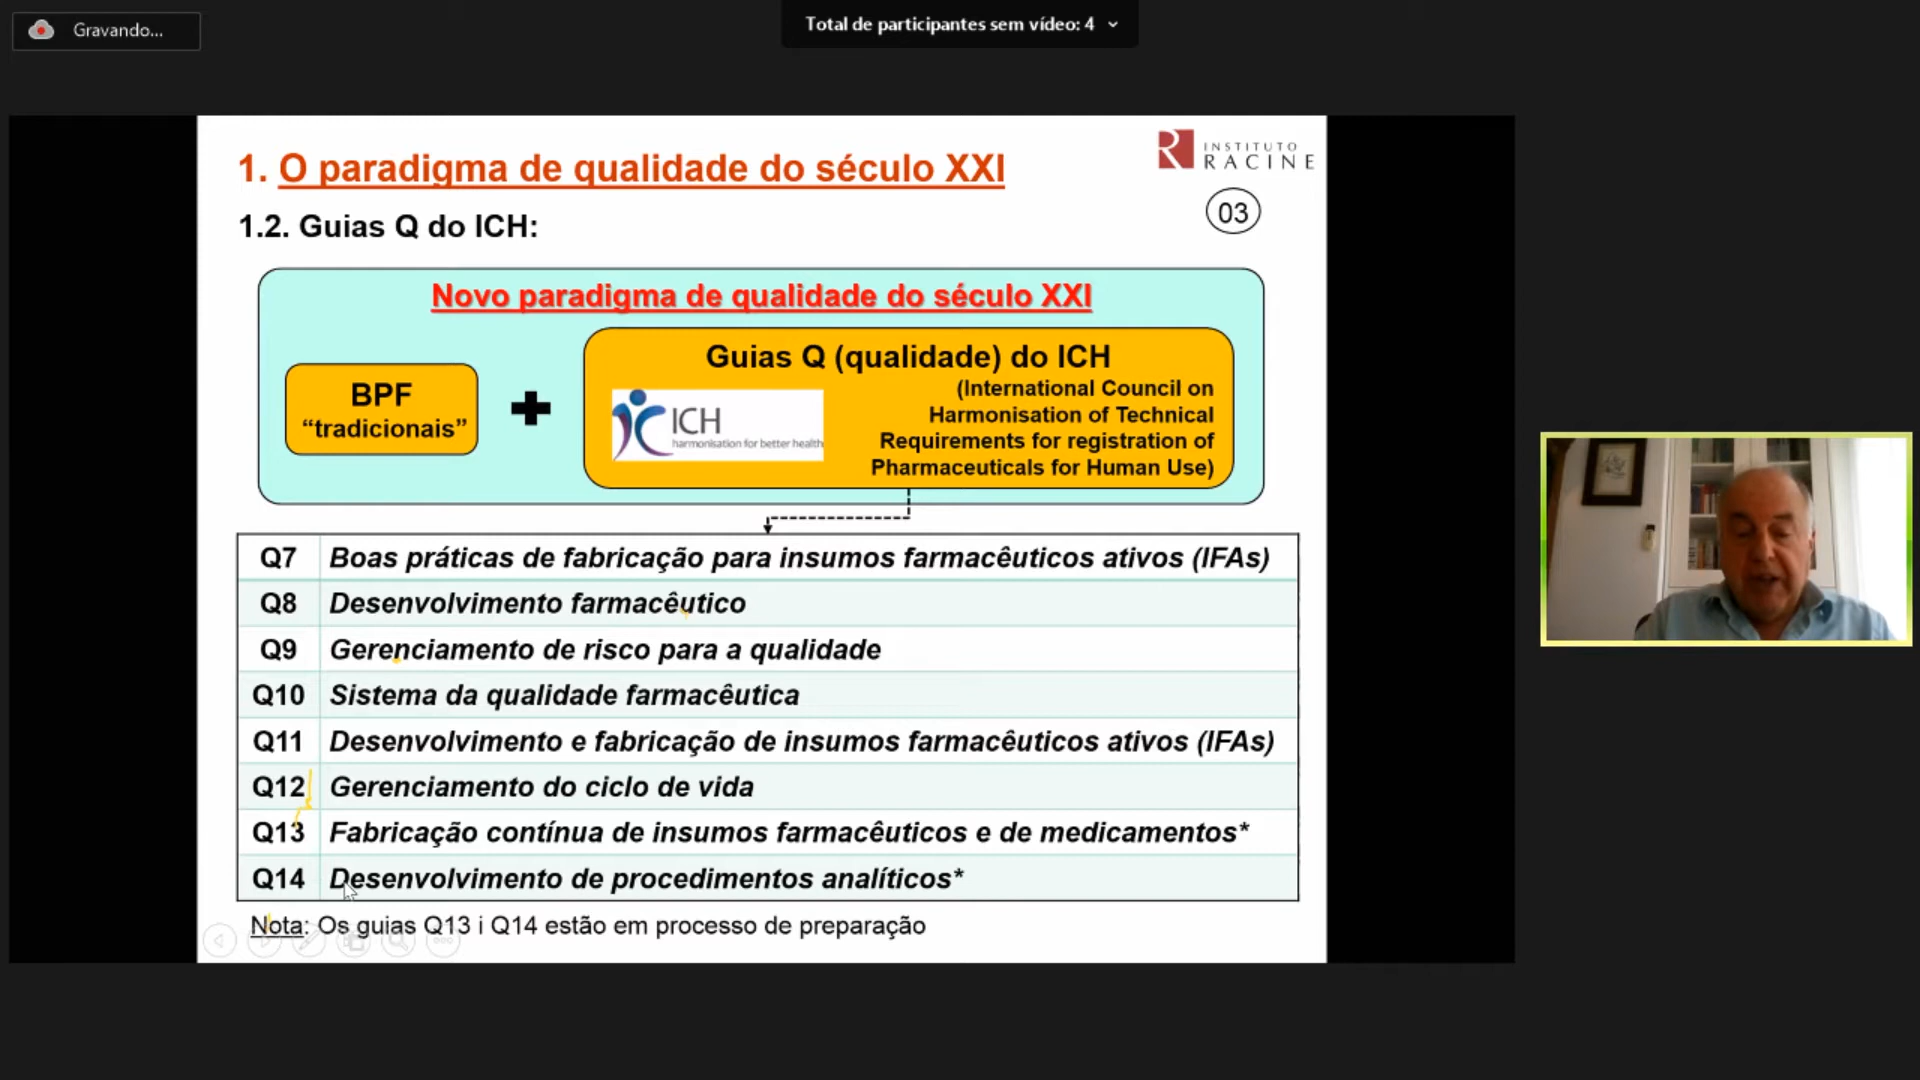 Gravando...
Total de participantes sem vídeo: 4
1. O paradigma de qualidade do século XXI
INSTITUTO
RACINE
03
1.2. Guias Q do ICH:
Novo paradigma de qualidade do século XXI
BPF
“tradicionais”
Guias Q (qualidade) do ICH
ICH
harmonisation for better health
(International Council on
Harmonisation of Technical
Requirements for registration of
Pharmaceuticals for Human Use)
Q7 Boas práticas de fabricação para insumos farmacêuticos ativos (IFAs)
Q8 Desenvolvimento farmacêutico
Q9 Gerenciamento de risco para a qualidade
Q10 Sistema da qualidade farmacêutica
Q11 Desenvolvimento e fabricação de insumos farmacêuticos ativos (IFAs)
Q12 Gerenciamento do ciclo de vida
Q13 Fabricação contínua de insumos farmacêuticos e de medicamentos*
Q14 Desenvolvimento de procedimentos analíticos*
Nota: Os guias Q13 i Q14 estão em processo de preparação